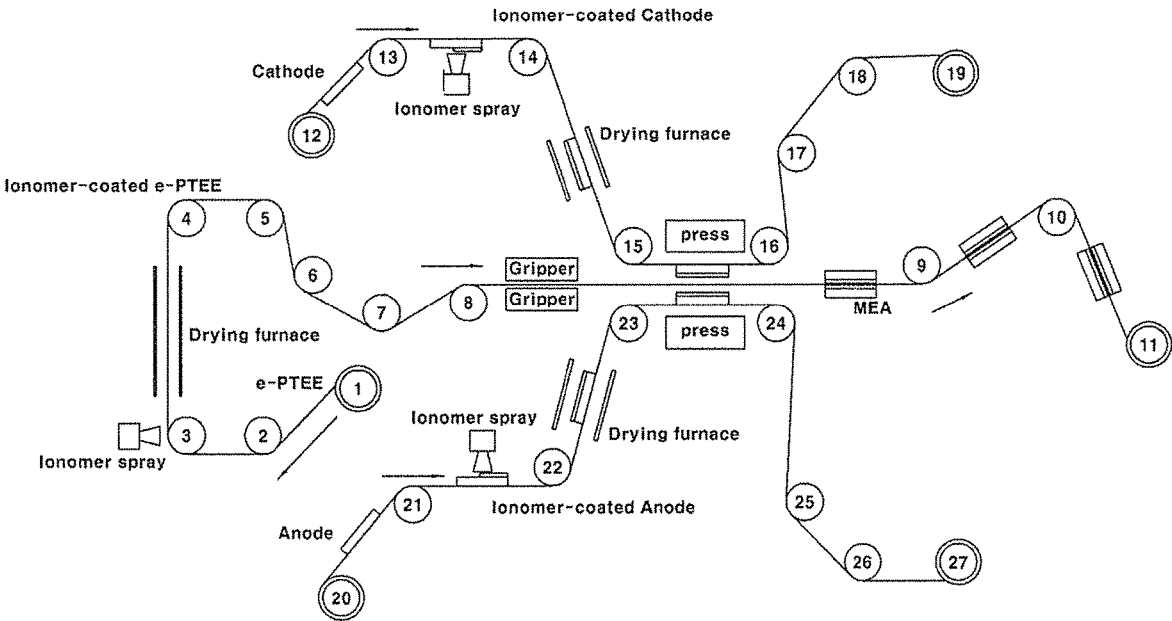 Ionomer-coated Cathode
13
14
18
19
Cathode
Ionomer spray
12
Drying furnace
17
Ionomer-coated e-PTEE
4
5
10
15
press
16
6
Gripper
9
8
Gripper
7
MEA
23
press
24
11
Drying furnace
e-PTEE
1
Ionomer spray
3
2
Drying furnace
Ionomer spray
22
21
Ionomer-coated Anode
25
Anode
26
27
20